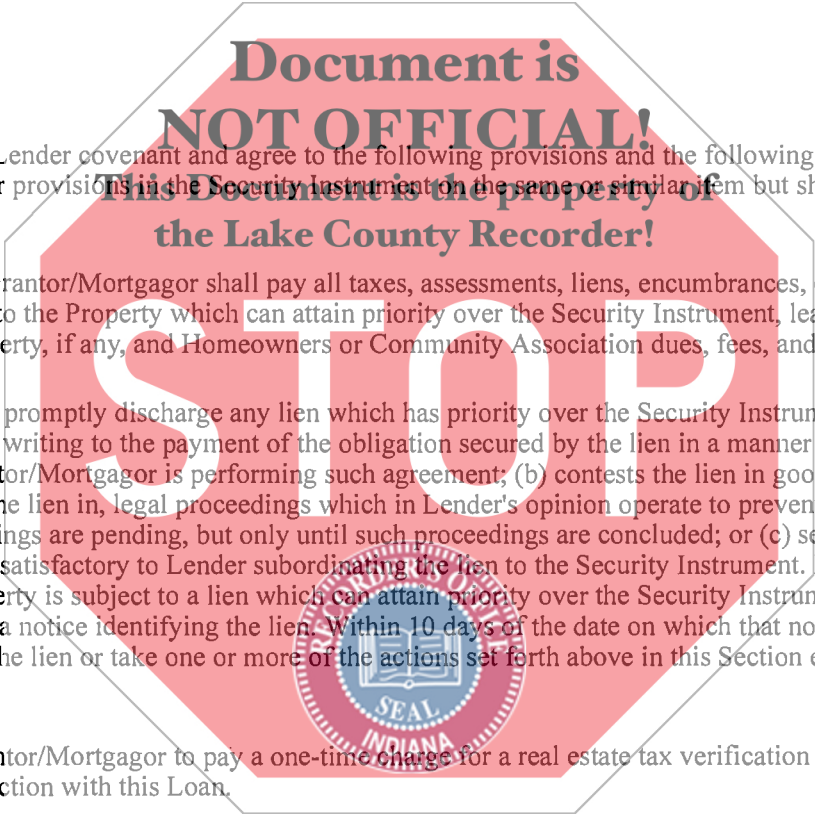 Document is
NOT OFFICIAL!
Lender covenant and agree to the following provisions and the following
r provisions in the Security Instrument on the same or similar item but sh
This Document is the property of
the Lake County Recorder!
rantor/Mortgagor shall pay all taxes, assessments, liens, encumbrances,
to the Property which can attain priority over the Security Instrument, lea
erty, if any, and Homeowners or Community Association dues, fees, and
STOP
promptly discharge any lien which has priority over the Security Instrum
writing to the payment of the obligation secured by the lien in a manner
tor/Mortgagor is performing such agreement; (b) contests the lien in goo
he lien in, legal proceedings which in Lender's opinion operate to preven
ings are pending, but only until such proceedings are concluded; or (c) se
satisfactory to Lender subordinating the lien to the Security Instrument.
erty is subject to a lien which can attain priority over the Security Instrum
a notice identifying the lien. Within 10 days of the date on which that no
he lien or take one or more of the actions set forth above in this Section
RECORDER'S OFFICE
SEAL
INDIANA
ntor/Mortgagor to pay a one-time charge for a real estate tax verification
ction with this Loan.